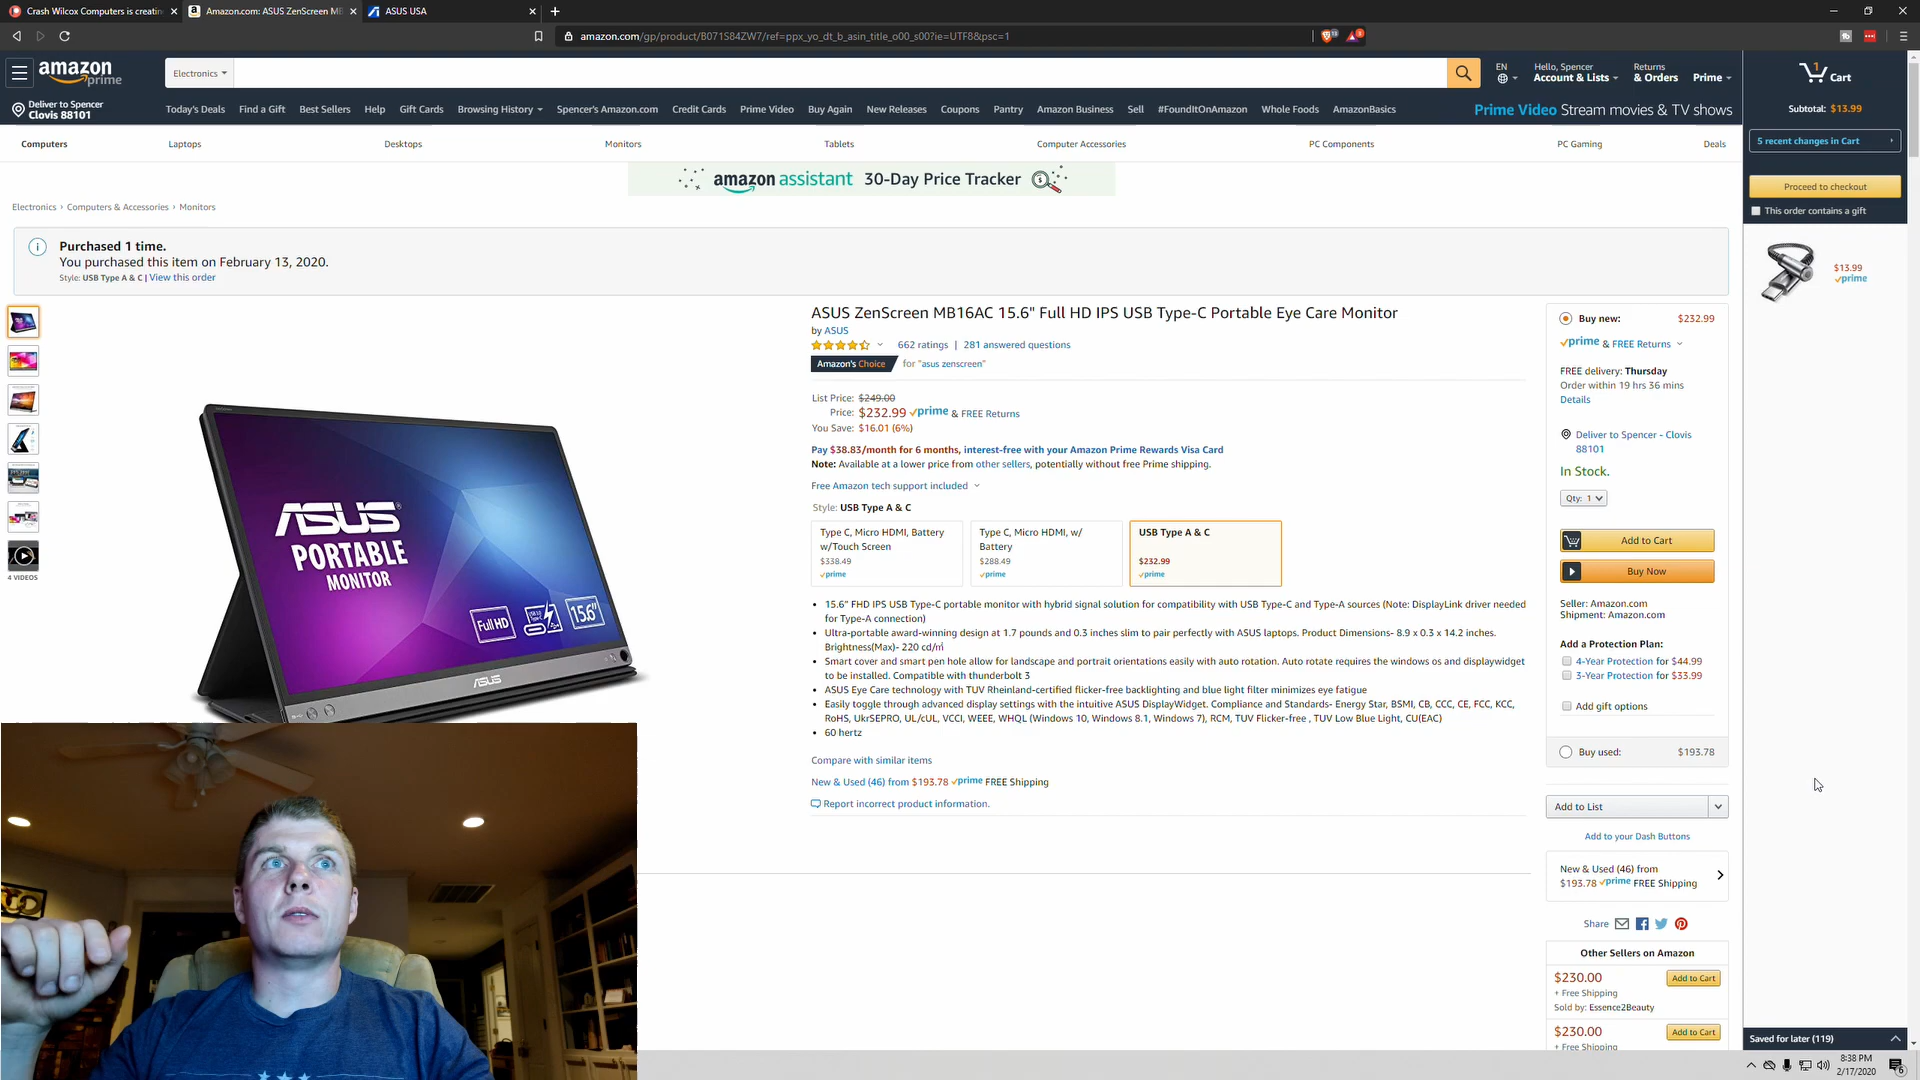 Crash Wilcox Computers is creatin
Amazon.com: ASUS ZenScreen MB
ASUS USA
amazon.com/gp/product/B071S84ZW7/ref=ppx_yo_dt_b_asin_title_o00_s00?ie=UTF8&psc=1
amazon prime
Electronics
EN
Hello, Spencer
Account & Lists
Returns
& Orders
Prime
1
Cart
Deliver to Spencer
Clovis 88101
Today's Deals
Find a Gift
Best Sellers
Help
Gift Cards
Browsing History
Spencer's Amazon.com
Credit Cards
Prime Video
Buy Again
New Releases
Coupons
Pantry
Amazon Business
Sell
#FoundItOnAmazon
Whole Foods
AmazonBasics
Prime Video Stream movies & TV shows
Subtotal: $13.99
5 recent changes in Cart
Proceed to checkout
This order contains a gift
$13.99
prime
Computers
Laptops
Desktops
Monitors
Tablets
Computer Accessories
PC Components
PC Gaming
Deals
amazon assistant 30-Day Price Tracker
Electronics › Computers & Accessories › Monitors
Purchased 1 time.
You purchased this item on February 13, 2020.
Style: USB Type A & C | View this order
4 VIDEOS
ASUS
PORTABLE
MONITOR
Full HD
15.6"
ASUS
ASUS ZenScreen MB16AC 15.6" Full HD IPS USB Type-C Portable Eye Care Monitor
by ASUS
662 ratings | 281 answered questions
Amazon's Choice for "asus zenscreen"
List Price: $249.00
Price: $232.99 prime & FREE Returns
You Save: $16.01 (6%)
Pay $38.83/month for 6 months, interest-free with your Amazon Prime Rewards Visa Card
Note: Available at a lower price from other sellers, potentially without free Prime shipping.
Free Amazon tech support included
Style: USB Type A & C
Type C, Micro HDMI, Battery
w/Touch Screen
$338.49
prime
Type C, Micro HDMI, w/
Battery
$288.49
prime
USB Type A & C
$232.99
prime
15.6" FHD IPS USB Type-C portable monitor with hybrid signal solution for compatibility with USB Type-C and Type-A sources (Note: DisplayLink driver needed
for Type-A connection)
Ultra-portable award-winning design at 1.7 pounds and 0.3 inches slim to pair perfectly with ASUS laptops. Product Dimensions- 8.9 x 0.3 x 14.2 inches.
Brightness(Max)- 220 cd/㎡
Smart cover and smart pen hole allow for landscape and portrait orientations easily with auto rotation. Auto rotate requires the windows os and displaywidget
to be installed. Compatible with thunderbolt 3
ASUS Eye Care technology with TUV Rheinland-certified flicker-free backlighting and blue light filter minimizes eye fatigue
Easily toggle through advanced display settings with the intuitive ASUS DisplayWidget. Compliance and Standards- Energy Star, BSMI, CB, CCC, CE, FCC, KCC,
RoHS, UkrSEPRO, UL/cUL, VCCI, WEEE, WHQL (Windows 10, Windows 8.1, Windows 7), RCM, TUV Flicker-free , TUV Low Blue Light, CU(EAC)
60 hertz
Compare with similar items
New & Used (46) from $193.78 prime FREE Shipping
Report incorrect product information.
Buy new: $232.99
prime & FREE Returns
FREE delivery: Thursday
Order within 19 hrs 36 mins
Details
Deliver to Spencer - Clovis
88101
In Stock.
Qty: 1
Add to Cart
Buy Now
Seller: Amazon.com
Shipment: Amazon.com
Add a Protection Plan:
4-Year Protection for $44.99
3-Year Protection for $33.99
Add gift options
Buy used: $193.78
Add to List
Add to your Dash Buttons
New & Used (46) from
$193.78 prime FREE Shipping
Share
Other Sellers on Amazon
$230.00
Add to Cart
+ Free Shipping
Sold by: Essence2Beauty
$230.00
Add to Cart
+ Free Shipping
Saved for later (119)
8:38 PM
2/17/2020
6